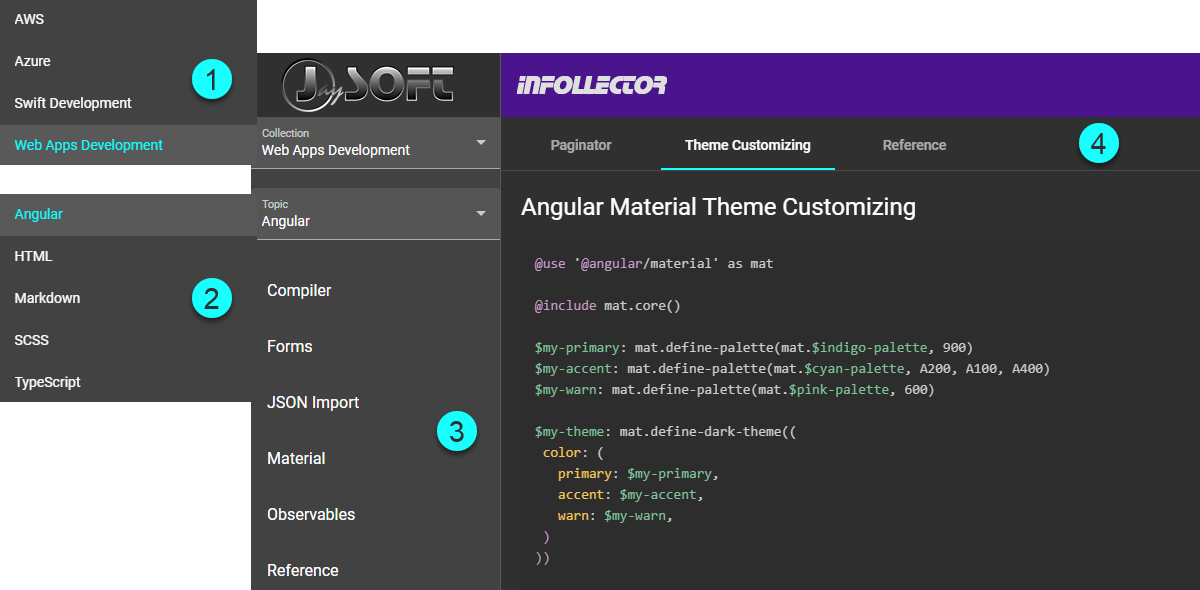 AWS
Azure
Swift Development
Web Apps Development
1
Angular
HTML
Markdown
SCSS
TypeScript
2
JaySOFT
Collection
Web Apps Development
Topic
Angular
Compiler
Forms
JSON Import
Material
Observables
Reference
3
INFOLLECTOR
Paginator Theme Customizing Reference
4
Angular Material Theme Customizing
@use '@angular/material' as mat
@include mat.core()
$my-primary: mat.define-palette(mat.$indigo-palette, 900)
$my-accent: mat.define-palette(mat.$cyan-palette, A200, A100, A400)
$my-warn: mat.define-palette(mat.$pink-palette, 600)
$my-theme: mat.define-dark-theme((
color: (
primary: $my-primary,
accent: $my-accent,
warn: $my-warn,
)
))